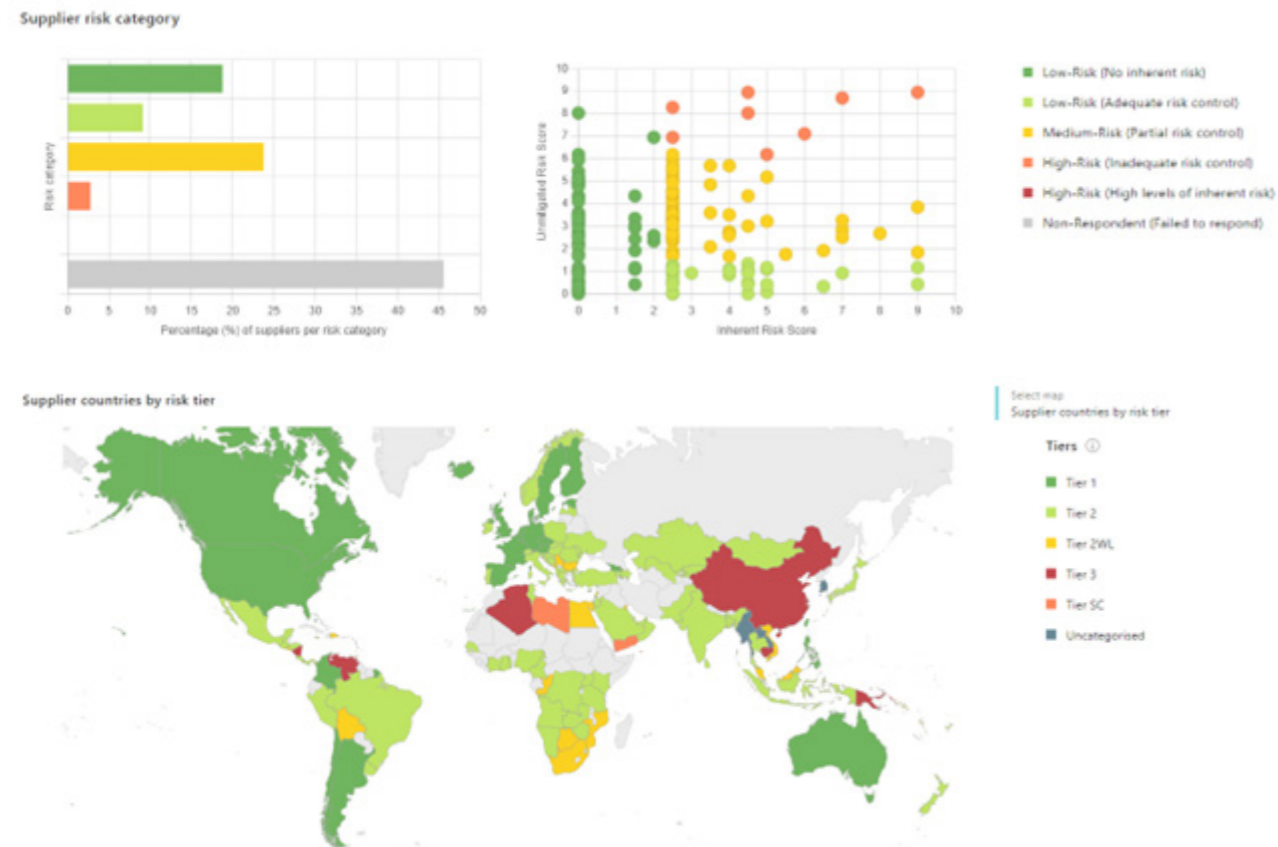 Supplier risk category
Risk category
0 5 10 15 20 25 30 35 40 45 50
Percentage (%) of suppliers per risk category
Unmitigated Risk Score
10
9
8
7
6
5
4
3
2
1
0
0 1 2 3 4 5 6 7 8 9 10
Inherent Risk Score
Low-Risk (No inherent risk)
Low-Risk (Adequate risk control)
Medium-Risk (Partial risk control)
High-Risk (Inadequate risk control)
High-Risk (High levels of inherent risk)
Non-Respondent (Failed to respond)
Supplier countries by risk tier
Select map
Supplier countries by risk tier
Tiers
Tier 1
Tier 2
Tier 2WL
Tier 3
Tier SC
Uncategorised